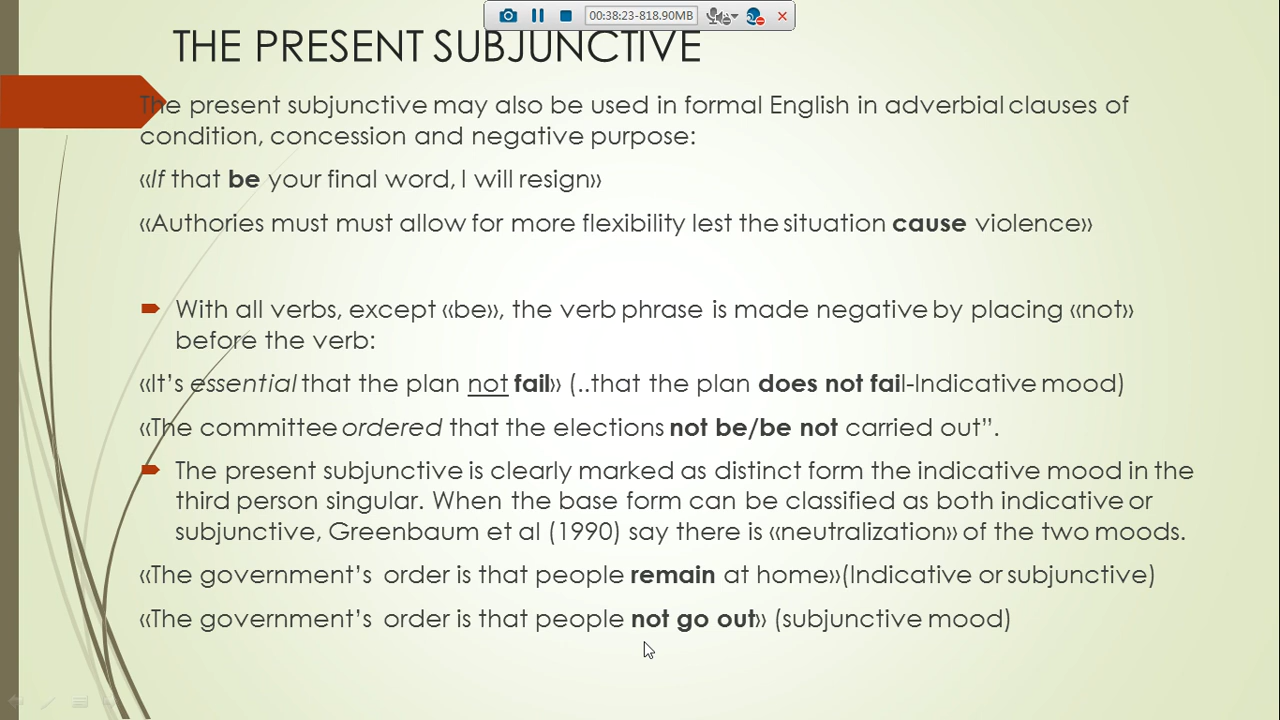 00:38:23-818.90MB
THE PRESENT SUBJUNCTIVE
The present subjunctive may also be used in formal English in adverbial clauses of
condition, concession and negative purpose:
«If that be your final word, I will resign»
«Authories must must allow for more flexibility lest the situation cause violence»
With all verbs, except «be», the verb phrase is made negative by placing «not»
before the verb:
«It's essential that the plan not fail» (..that the plan does not fail-Indicative mood)
«The committee ordered that the elections not be/be not carried out”.
The present subjunctive is clearly marked as distinct form the indicative mood in the
third person singular. When the base form can be classified as both indicative or
subjunctive, Greenbaum et al (1990) say there is «neutralization» of the two moods.
«The government's order is that people remain at home»(Indicative or subjunctive)
«The government's order is that people not go out» (subjunctive mood)